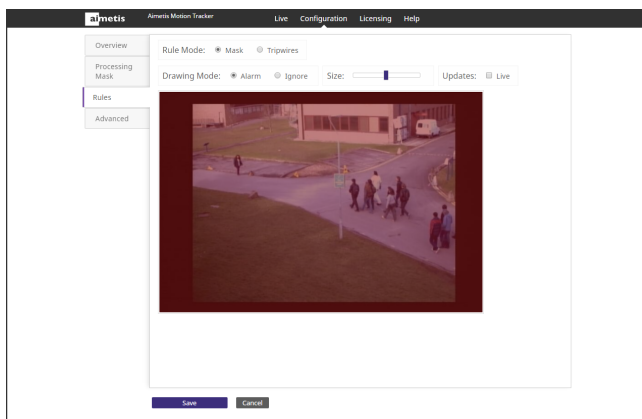 aimetis Aimetis Motion Tracker Live Configuration Licensing Help
Overview
Processing
Mask
Rules
Advanced
Rule Mode: Mask Tripwires
Drawing Mode: Alarm Ignore Size: Updates: Live
Save Cancel